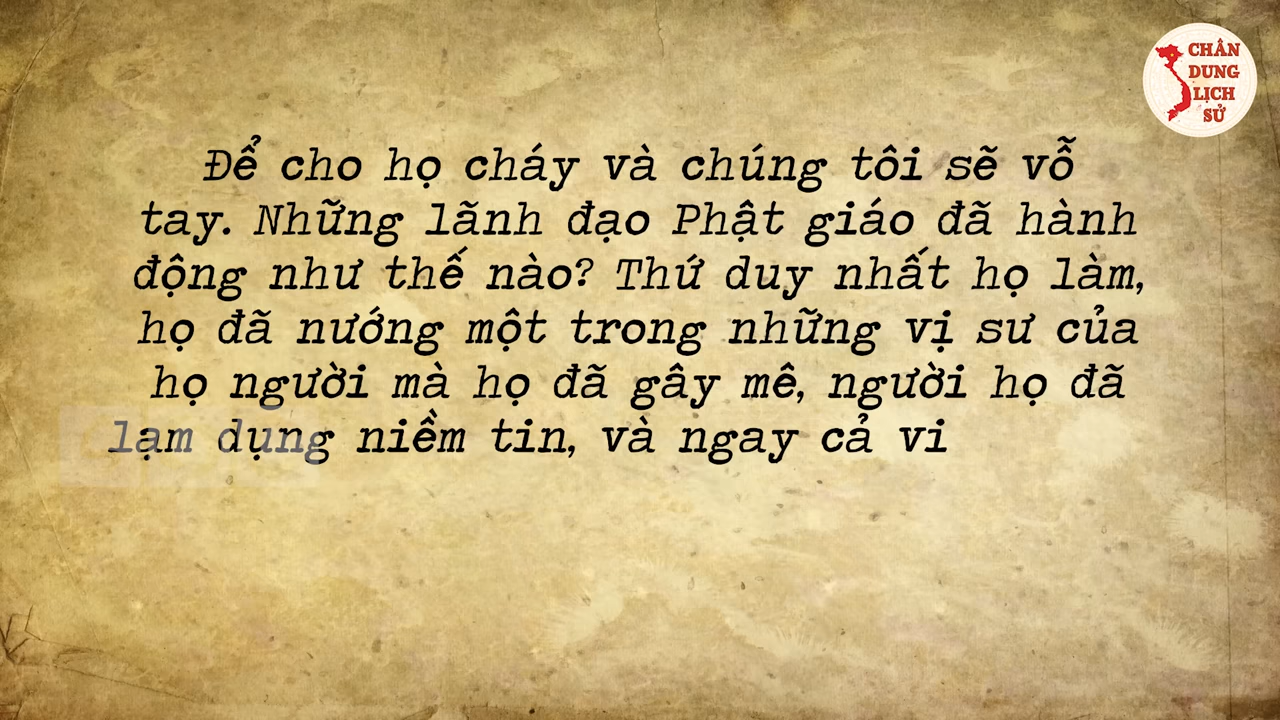 CHÂN
DUNG
LỊCH
SỬ
Để cho họ cháy và chúng tôi sẽ vỗ
tay. Những lãnh đạo Phật giáo đã hành
động như thế nào? Thứ duy nhất họ làm,
họ đã nướng một trong những vị sư của
họ người mà họ đã gây mê, người họ đã
lạm dụng niềm tin, và ngay cả vi